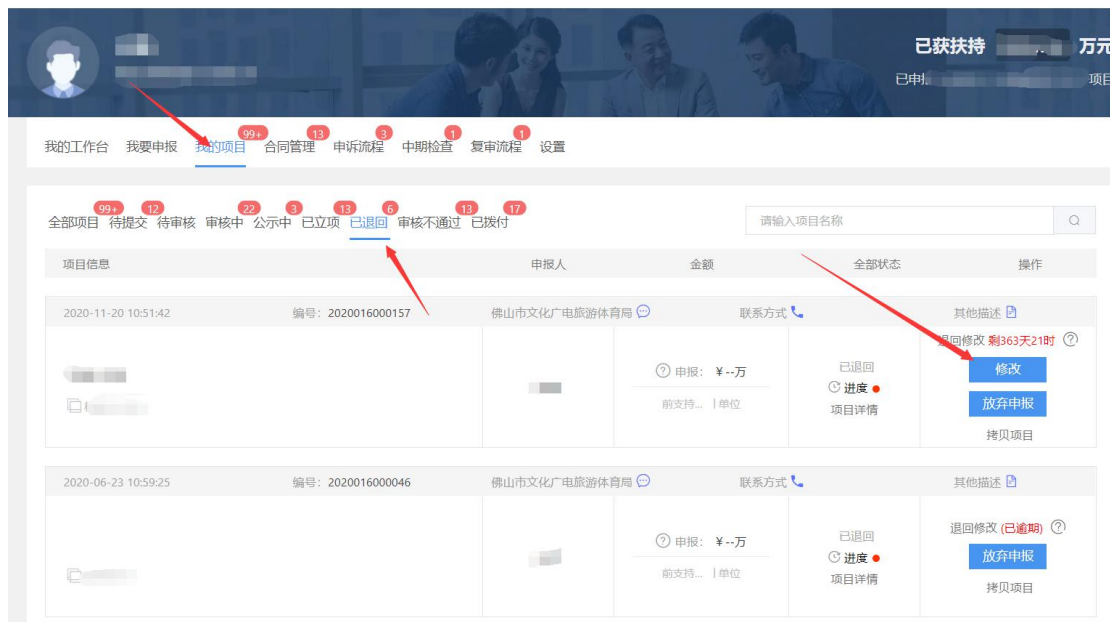 已获扶持 万元
已申 项目
我的工作台 我要申报 我的项目 99+ 合同管理 13 申诉流程 3 中期检查 1 复审流程 1 设置
全部项目 99+ 待提交 12 待审核 审核中 22 公示中 3 已立项 13 已退回 6 审核不通过 13 已拨付 17
请输入项目名称
项目信息 申报人 金额 全部状态 操作
2020-11-20 10:51:42 编号：2020016000157 佛山市文化广电旅游体育局 联系方式 其他描述
退回修改 剩363天21时
申报：¥--万 已退回 修改
进度
前支持... | 单位 项目详情 放弃申报
拷贝项目
2020-06-23 10:59:25 编号：2020016000046 佛山市文化广电旅游体育局 联系方式 其他描述
退回修改 (已逾期)
申报：¥--万 已退回
进度 放弃申报
前支持... | 单位 项目详情 拷贝项目